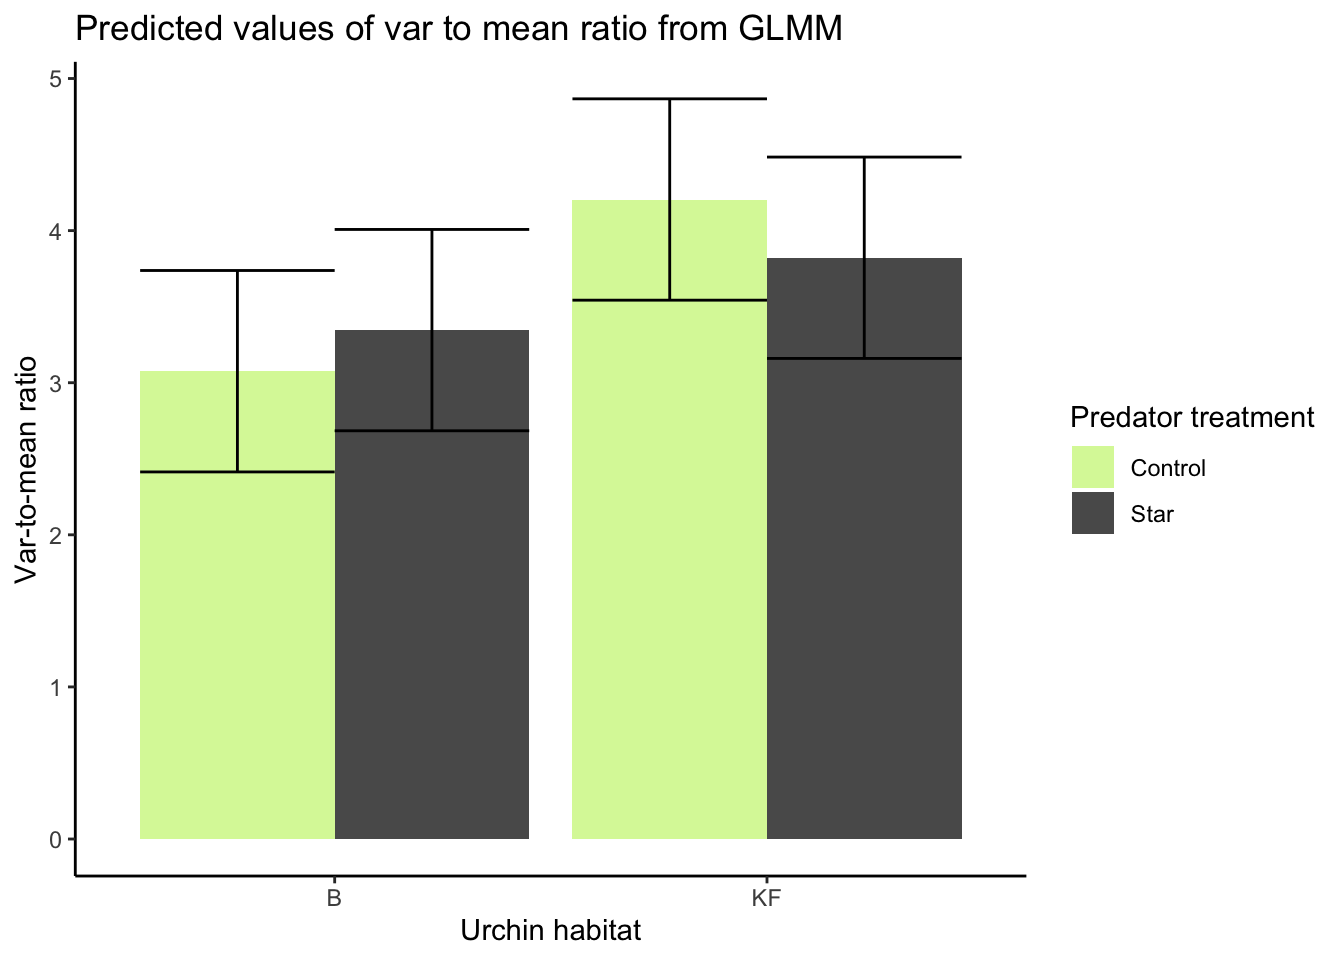 Predicted values of var to mean ratio from GLMM
5
4
3
2
1
0
Var-to-mean ratio
B
KF
Urchin habitat
Predator treatment
Control
Star